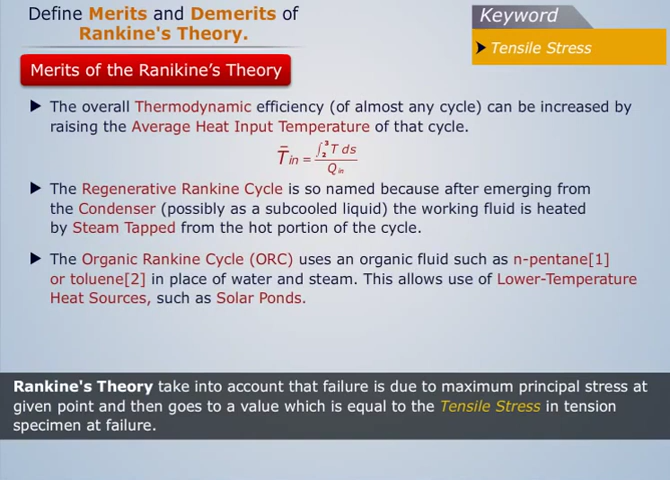 Define Merits and Demerits of
Rankine's Theory.
Keyword
Tensile Stress
Merits of the Ranikine's Theory
The overall Thermodynamic efficiency (of almost any cycle) can be increased by
raising the Average Heat Input Temperature of that cycle.
T̄in = ∫₂³ T ds / Qin
The Regenerative Rankine Cycle is so named because after emerging from
the Condenser (possibly as a subcooled liquid) the working fluid is heated
by Steam Tapped from the hot portion of the cycle.
The Organic Rankine Cycle (ORC) uses an organic fluid such as n-pentane[1]
or toluene[2] in place of water and steam. This allows use of Lower-Temperature
Heat Sources, such as Solar Ponds.
Rankine's Theory take into account that failure is due to maximum principal stress at
given point and then goes to a value which is equal to the Tensile Stress in tension
specimen at failure.